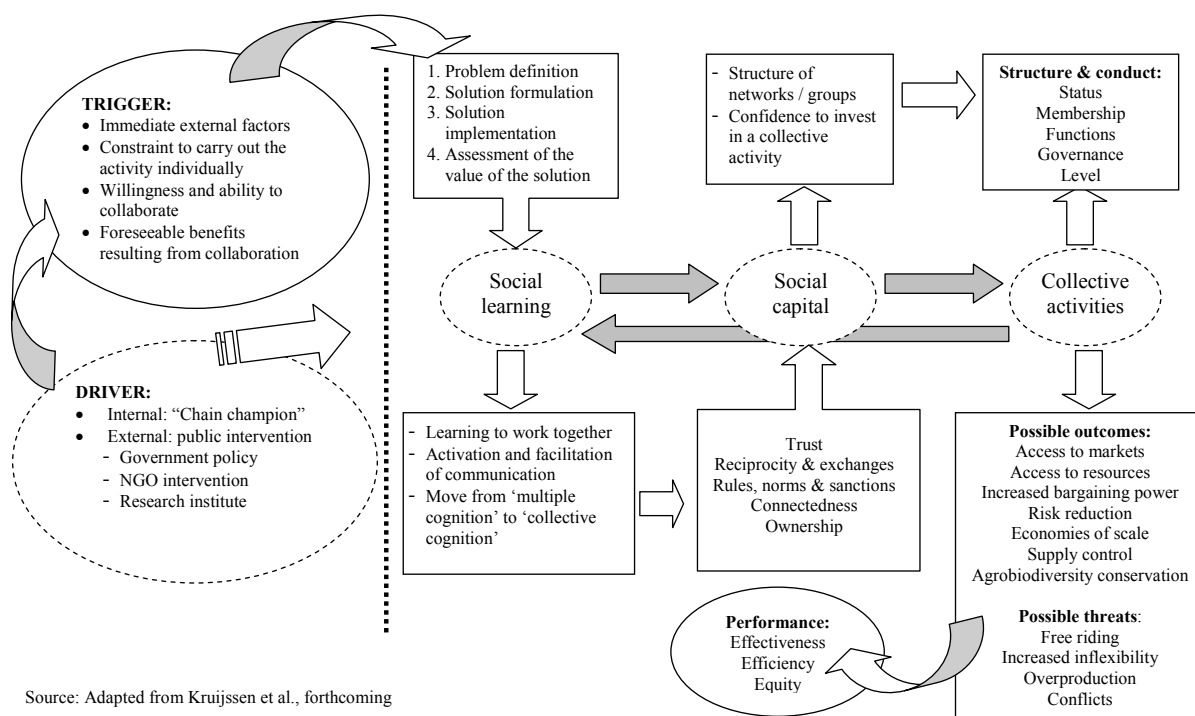 TRIGGER:
• Immediate external factors
• Constraint to carry out the
activity individually
• Willingness and ability to
collaborate
• Foreseeable benefits
resulting from collaboration
DRIVER:
• Internal: “Chain champion”
• External: public intervention
- Government policy
- NGO intervention
- Research institute
1. Problem definition
2. Solution formulation
3. Solution
implementation
4. Assessment of the
value of the solution
- Structure of
networks / groups
- Confidence to invest
in a collective
activity
Structure & conduct:
Status
Membership
Functions
Governance
Level
Social
learning
Social
capital
Collective
activities
- Learning to work together
- Activation and facilitation
of communication
- Move from ‘multiple
cognition’ to ‘collective
cognition’
Trust
Reciprocity & exchanges
Rules, norms & sanctions
Connectedness
Ownership
Possible outcomes:
Access to markets
Access to resources
Increased bargaining power
Risk reduction
Economies of scale
Supply control
Agrobiodiversity conservation
Possible threats:
Free riding
Increased inflexibility
Overproduction
Conflicts
Performance:
Effectiveness
Efficiency
Equity
Source: Adapted from Kruijssen et al., forthcoming